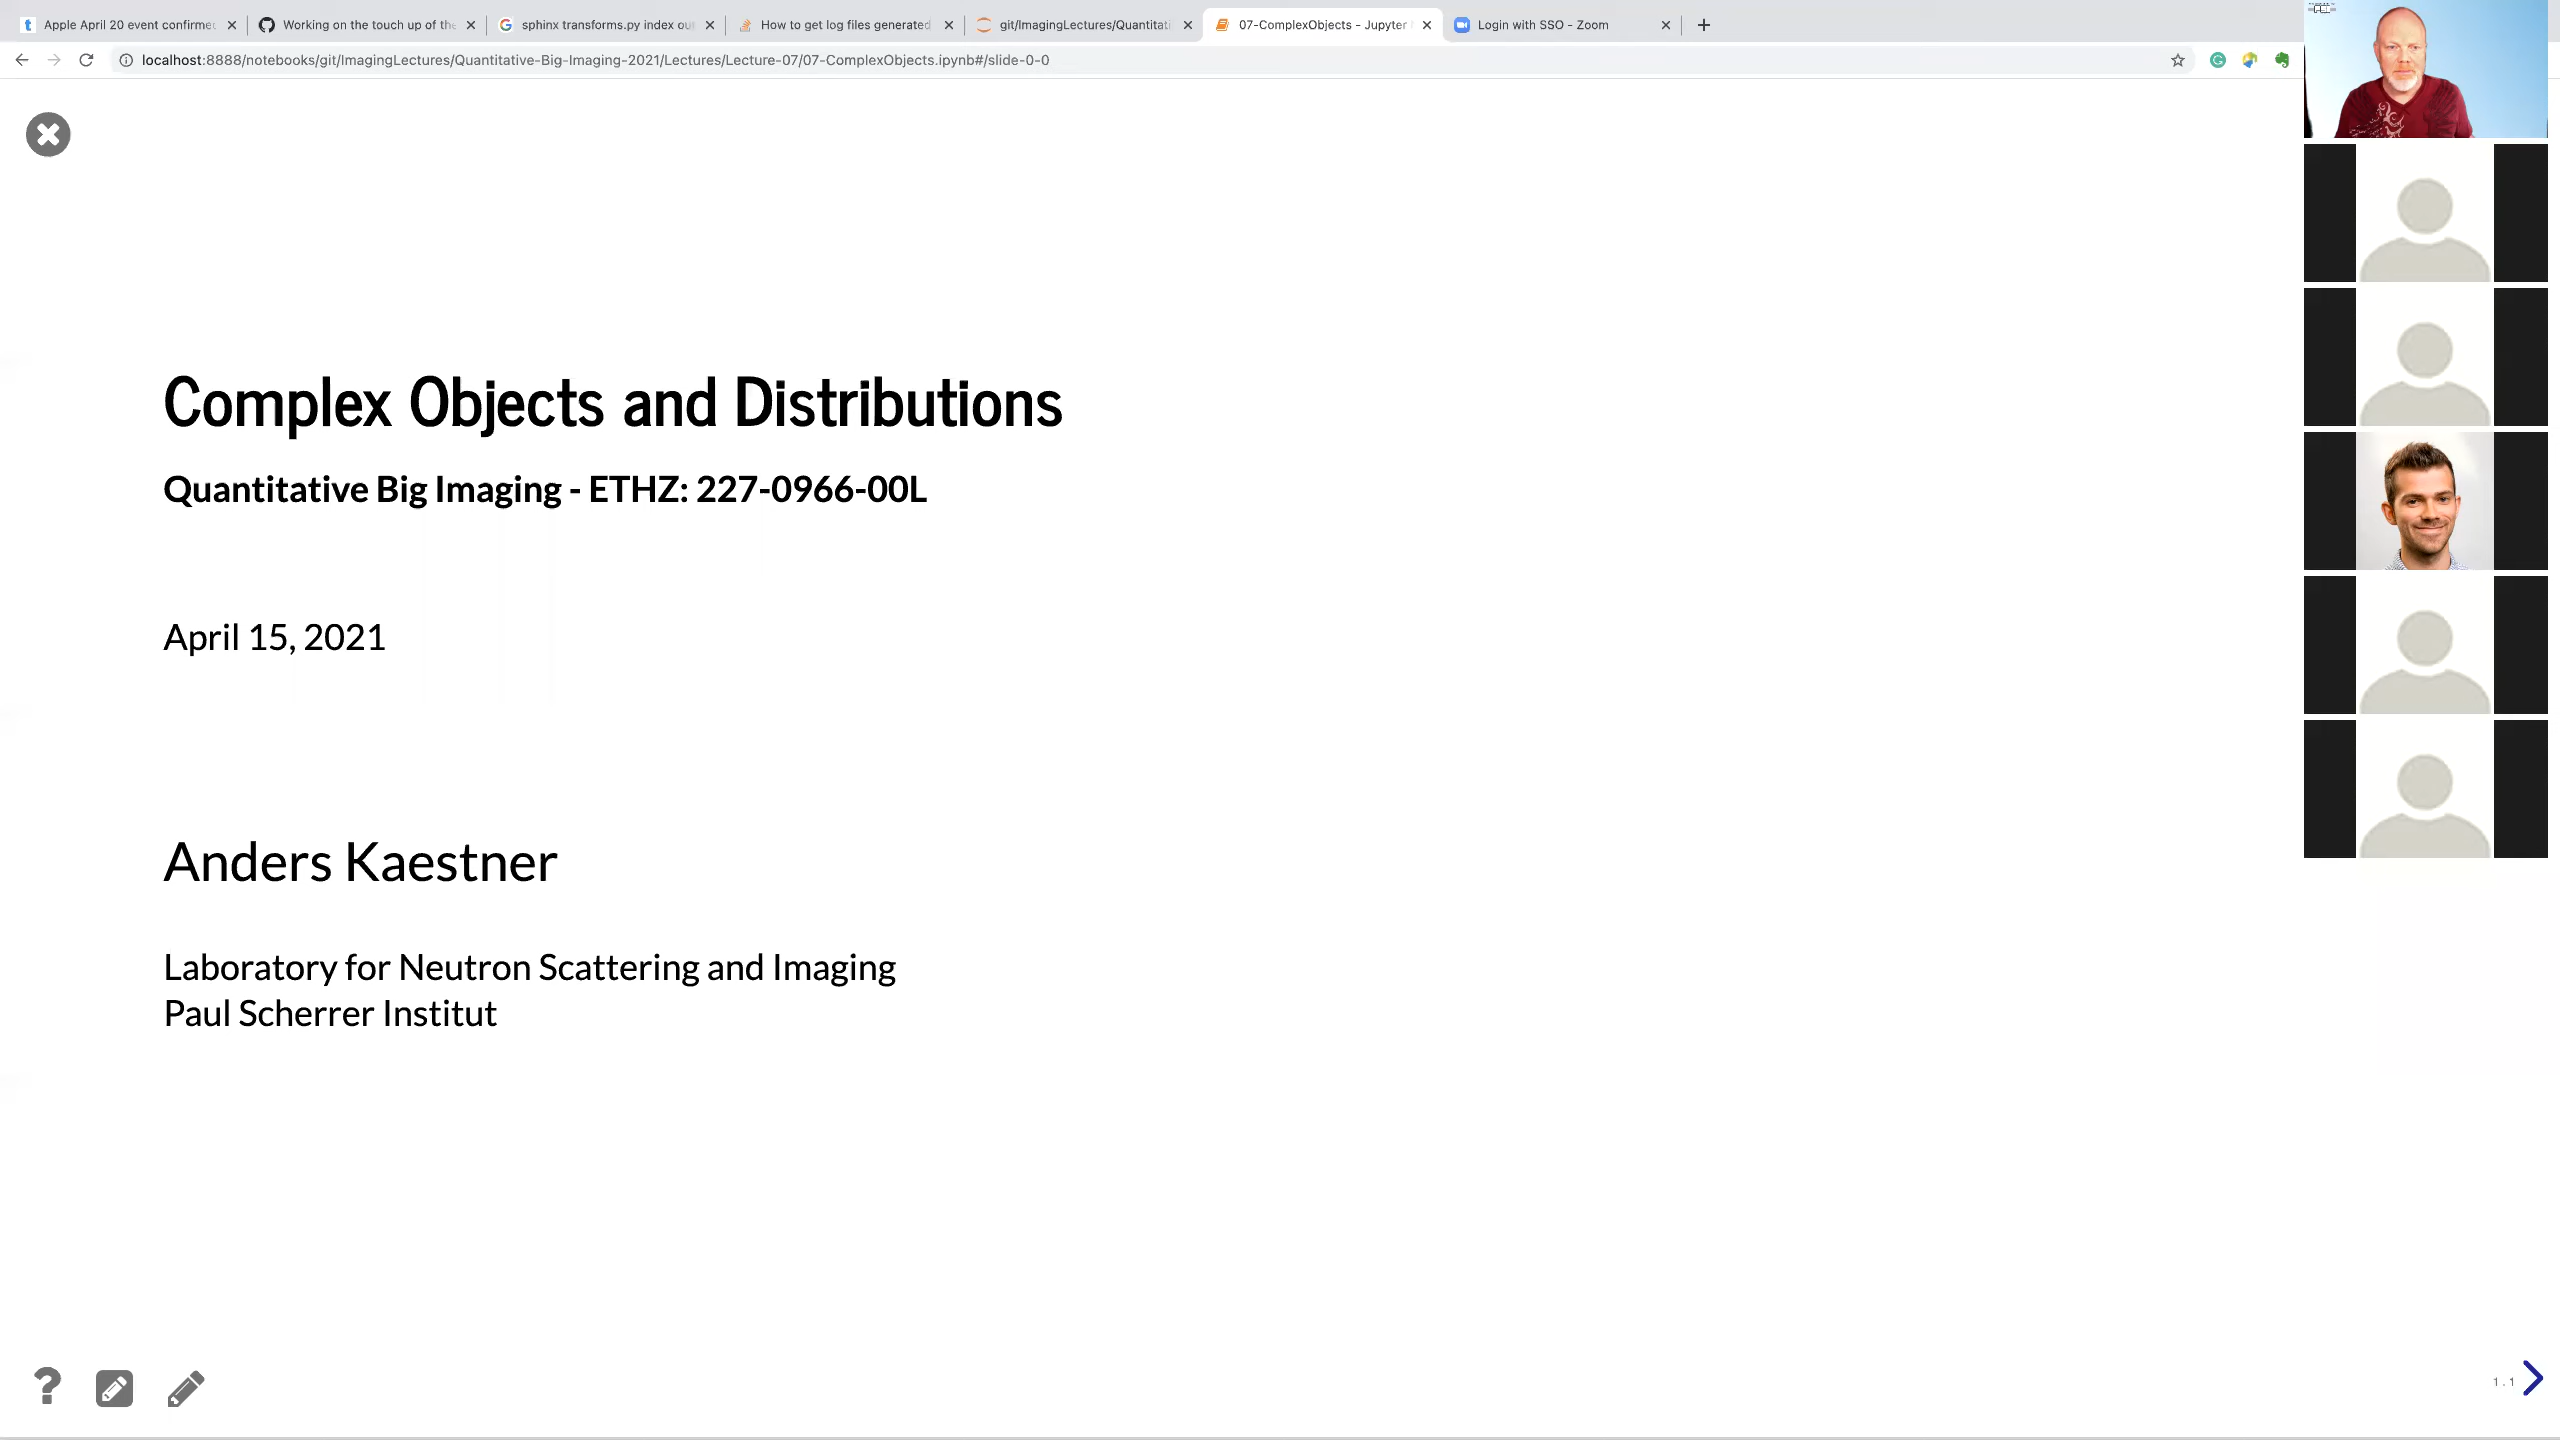 Apple April 20 event confirmed
Working on the touch up of the
sphinx transforms.py index ou
How to get log files generated
git/ImagingLectures/Quantitati
07-ComplexObjects - Jupyter
Login with SSO - Zoom
localhost:8888/notebooks/git/ImagingLectures/Quantitative-Big-Imaging-2021/Lectures/Lecture-07/07-ComplexObjects.ipynb#/slide-0-0
Complex Objects and Distributions
Quantitative Big Imaging - ETHZ: 227-0966-00L
April 15, 2021
Anders Kaestner
Laboratory for Neutron Scattering and Imaging
Paul Scherrer Institut
1.1